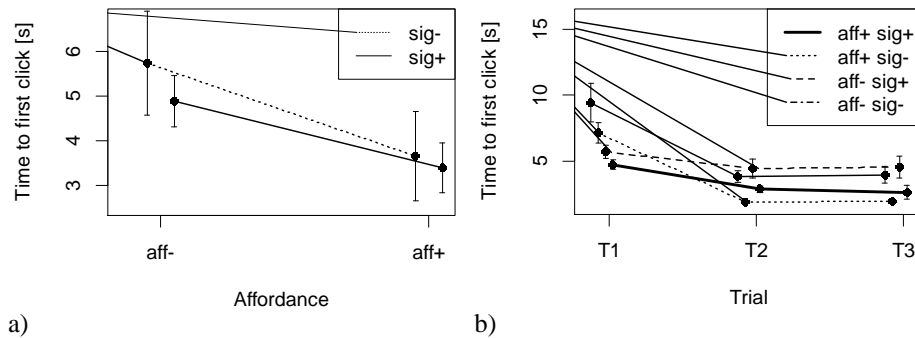 Time to first click [s]
6
5
4
3
aff-
aff+
Affordance
sig-
sig+
a)
Time to first click [s]
15
10
5
T1
T2
T3
Trial
aff+ sig+
aff+ sig-
aff- sig+
aff- sig-
b)